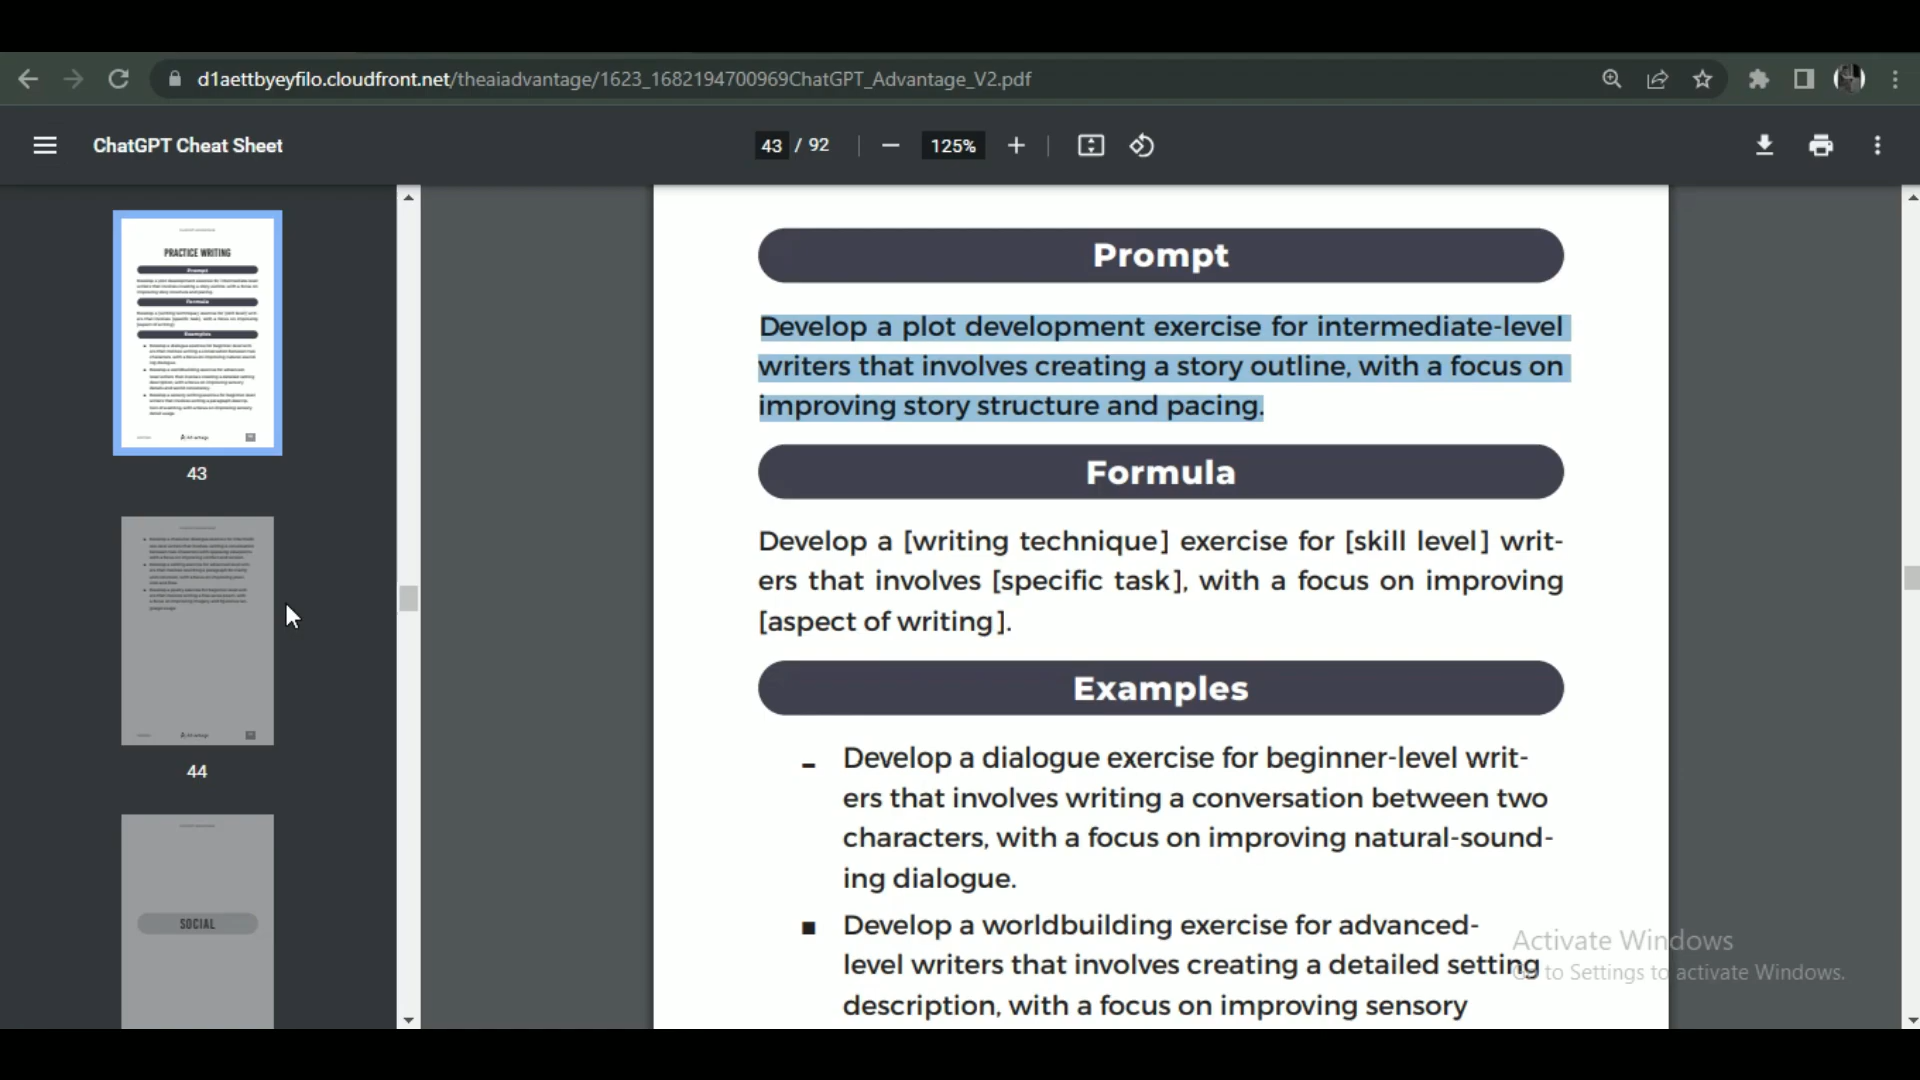 d1aettbyeyfilo.cloudfront.net/theaiadvantage/1623_1682194700969ChatGPT_Advantage_V2.pdf
ChatGPT Cheat Sheet
43 / 92
125%
PRACTICE WRITING
Prompt
Formula
Examples
43
44
SOCIAL
Prompt
Develop a plot development exercise for intermediate-level
writers that involves creating a story outline, with a focus on
improving story structure and pacing.
Formula
Develop a [writing technique] exercise for [skill level] writ-
ers that involves [specific task], with a focus on improving
[aspect of writing].
Examples
Develop a dialogue exercise for beginner-level writ-
ers that involves writing a conversation between two
characters, with a focus on improving natural-sound-
ing dialogue.
Develop a worldbuilding exercise for advanced-
level writers that involves creating a detailed setting
description, with a focus on improving sensory
Activate Windows
Go to Settings to activate Windows.